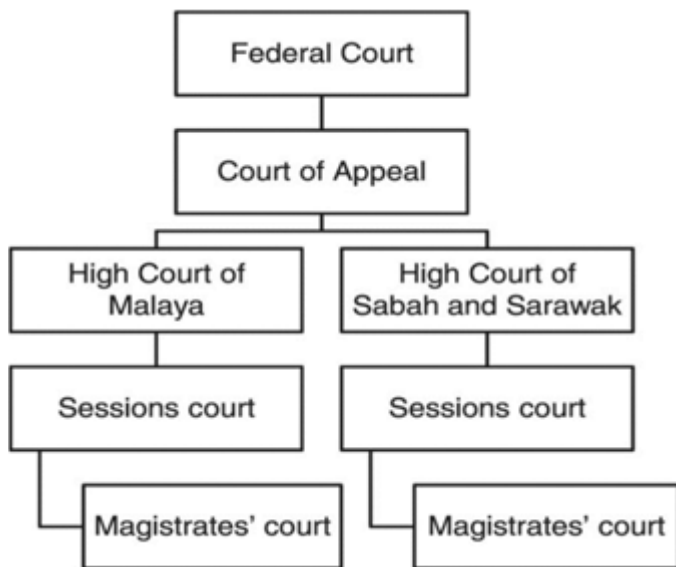 Federal Court
Court of Appeal
High Court of
Malaya
High Court of
Sabah and Sarawak
Sessions court
Sessions court
Magistrates’ court
Magistrates’ court